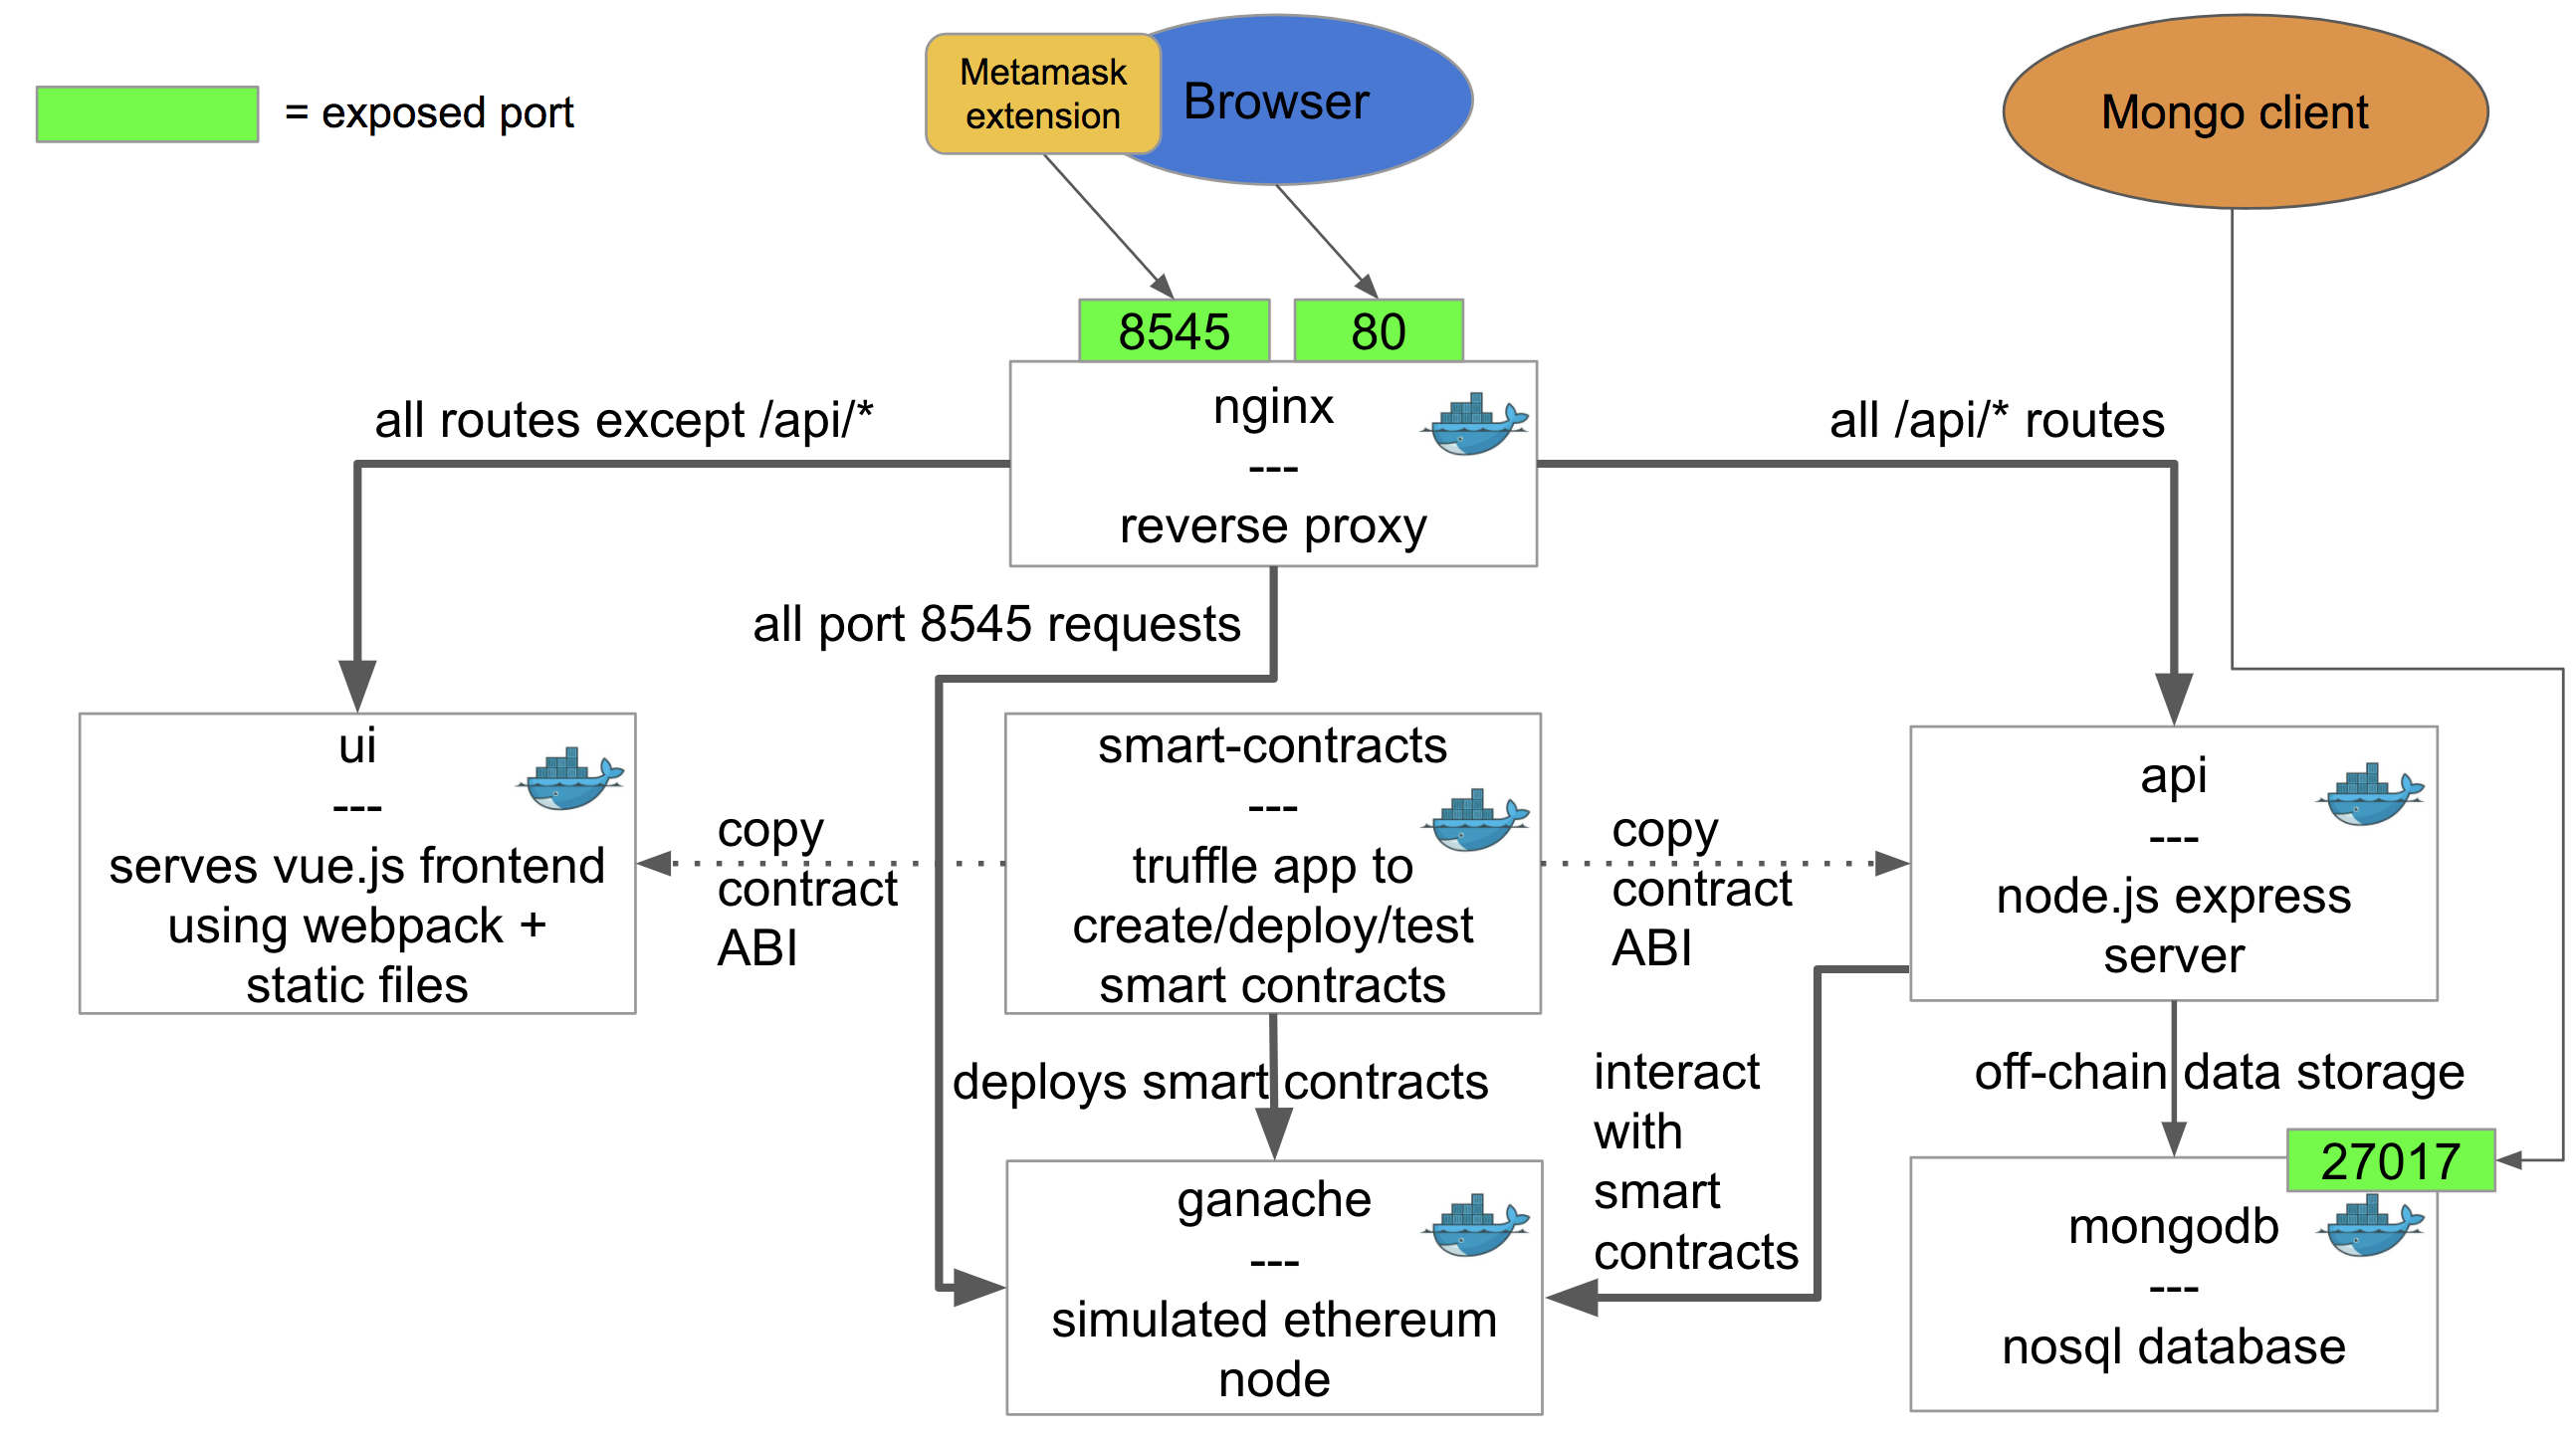 = exposed port
Metamask
extension
Browser
Mongo client
8545
80
nginx
---
reverse proxy
all routes except /api/*
all /api/* routes
all port 8545 requests
ui
---
serves vue.js frontend
using webpack +
static files
copy
contract
ABI
smart-contracts
---
truffle app to
create/deploy/test
smart contracts
copy
contract
ABI
api
---
node.js express
server
deploys smart contracts
interact
with
smart
contracts
off-chain data storage
ganache
---
simulated ethereum
node
27017
mongodb
---
nosql database